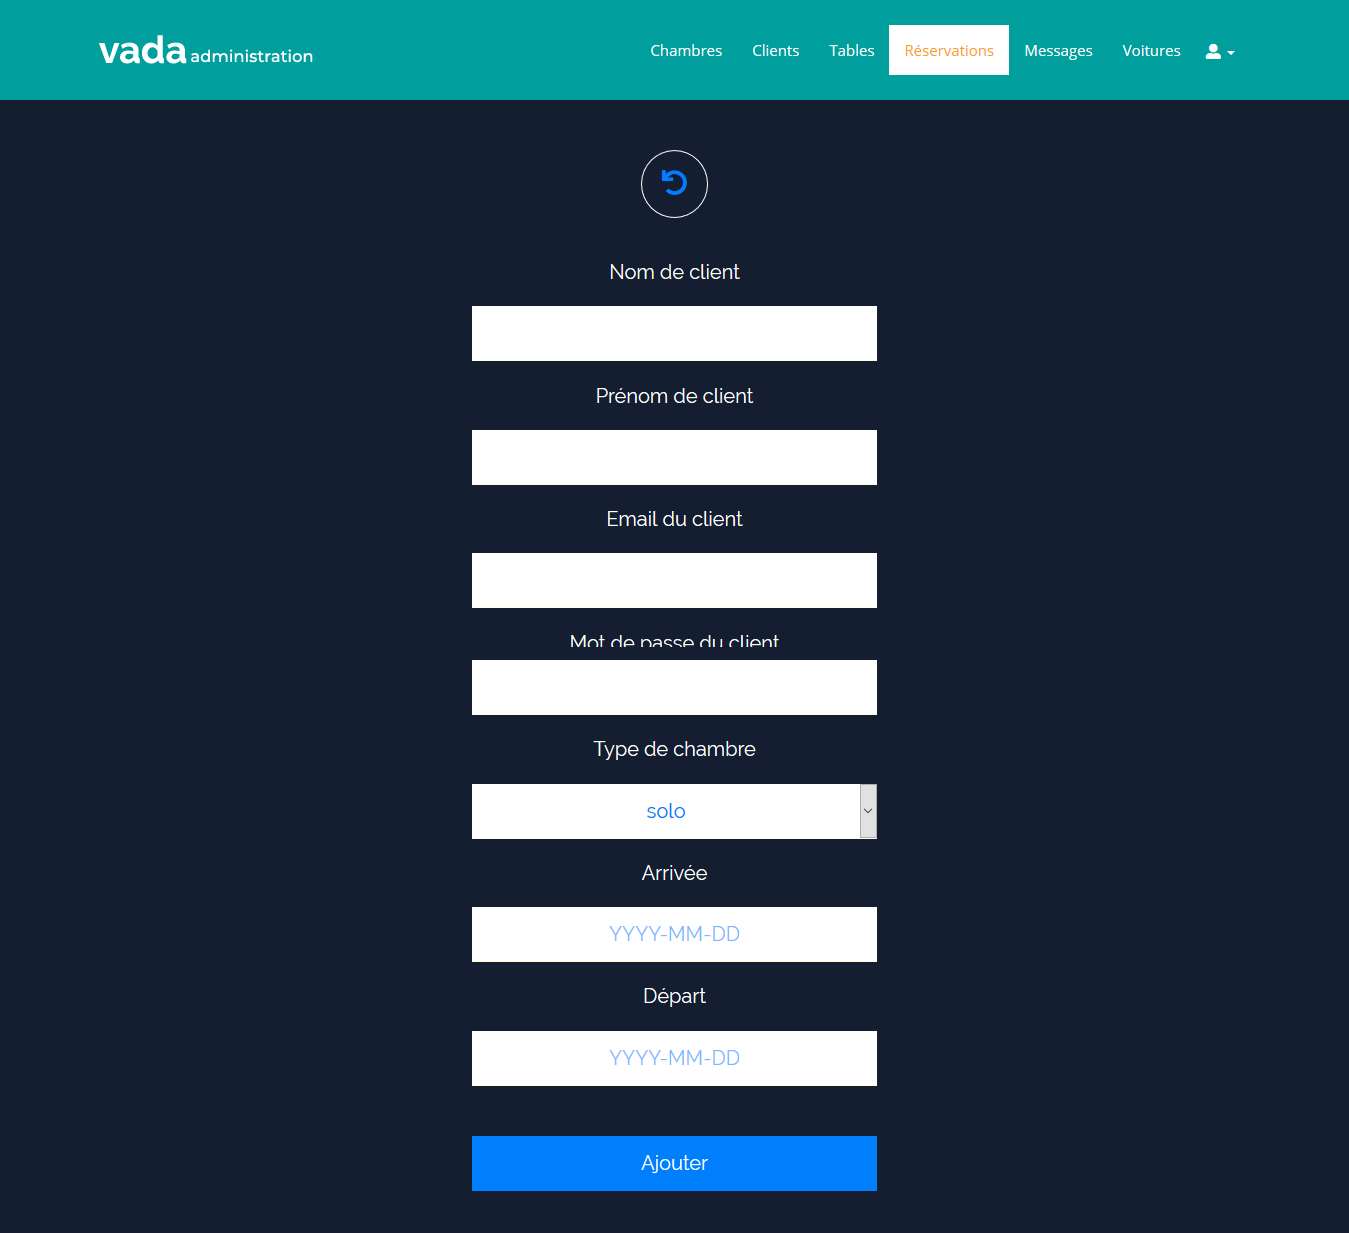 vada administration
Chambres Clients Tables Réservations Messages Voitures
Nom de client
Prénom de client
Email du client
Mot de passe du client
Type de chambre
solo
Arrivée
YYYY-MM-DD
Départ
YYYY-MM-DD
Ajouter